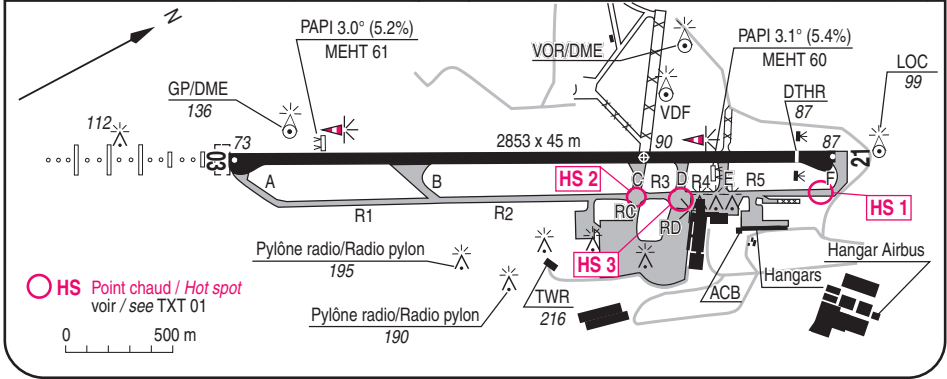 N
PAPI 3.0° (5.2%)
MEHT 61
VOR/DME
PAPI 3.1° (5.4%)
MEHT 60
LOC
99
GP/DME
136
DTHR
87
VDF
112
73
2853 x 45 m
90
87
03
21
A
B
C
R3
D
R4
E
R5
F
HS 2
HS 1
R1
R2
RC
RD
HS 3
Pylône radio/Radio pylon
195
Hangar Airbus
Hangars
HS Point chaud / Hot spot
voir / see TXT 01
TWR
216
ACB
Pylône radio/Radio pylon
190
0 500 m